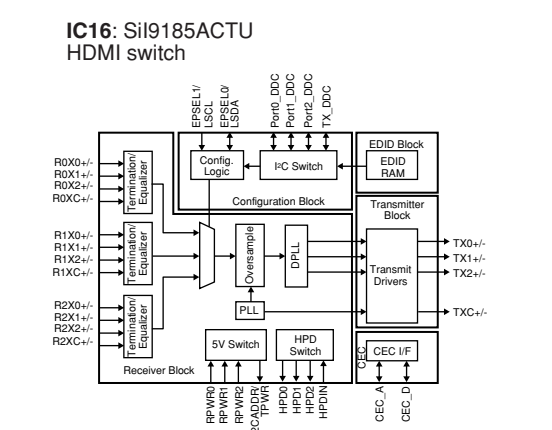 IC16: SiI9185ACTU
HDMI switch
EPSEL1/
LSCL
EPSEL0/
LSDA
Port0_DDC
Port1_DDC
Port2_DDC
TX_DDC
Config.
Logic
I²C Switch
EDID Block
EDID
RAM
Configuration Block
R0X0+/-
R0X1+/-
R0X2+/-
R0XC+/-
Termination/
Equalizer
R1X0+/-
R1X1+/-
R1X2+/-
R1XC+/-
Termination/
Equalizer
R2X0+/-
R2X1+/-
R2X2+/-
R2XC+/-
Termination/
Equalizer
Oversample
DPLL
PLL
Transmitter
Block
Transmit
Drivers
TX0+/-
TX1+/-
TX2+/-
TXC+/-
5V Switch
HPD
Switch
Receiver Block
CEC
CEC I/F
RPWR0
RPWR1
RPWR2
2CADDR/
TPWR
HPD0
HPD1
HPD2
HPDIN
CEC_A
CEC_D